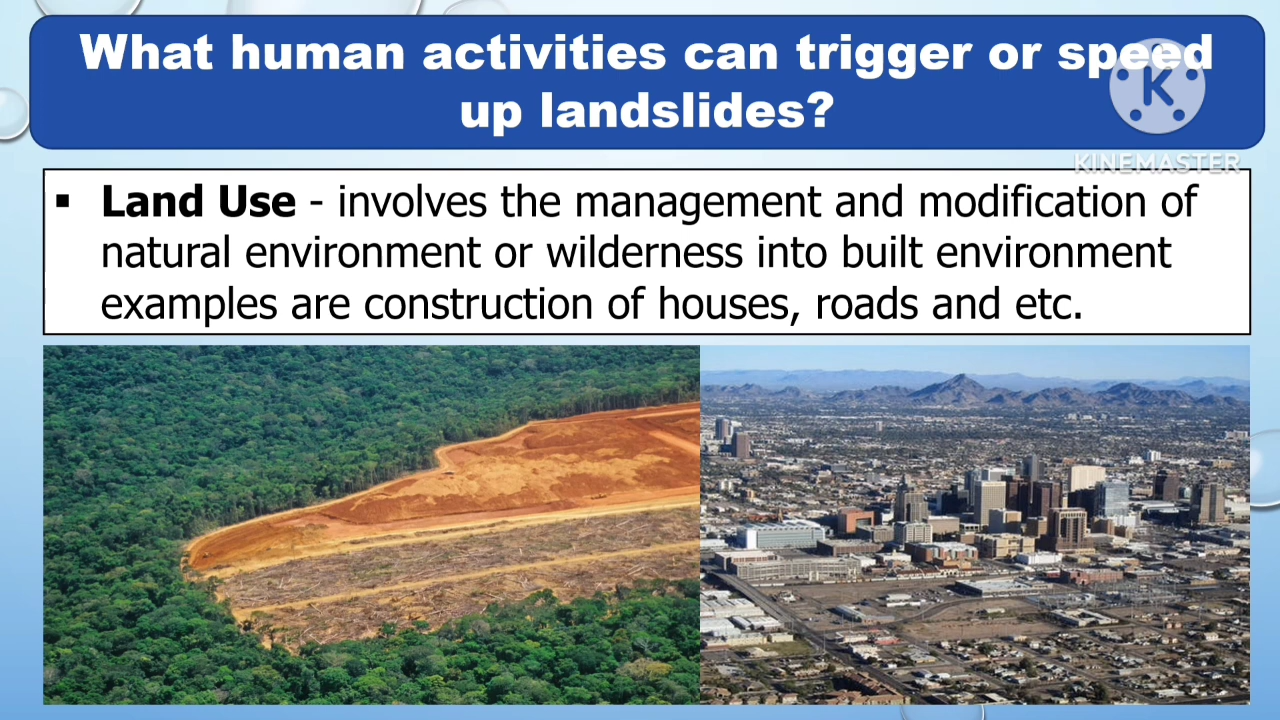 What human activities can trigger or speed
up landslides?
K
KINEMASTER
▪ Land Use - involves the management and modification of
natural environment or wilderness into built environment
examples are construction of houses, roads and etc.